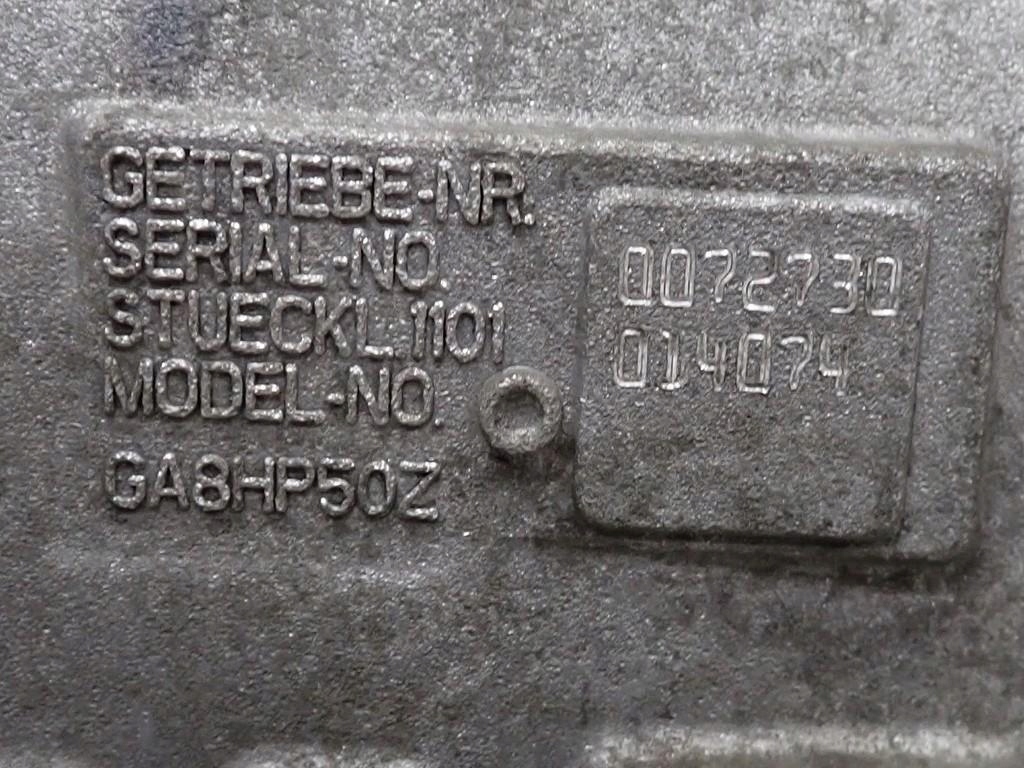 GETRIEBE-NR.
SERIAL-NO.
0072730
STUECKL.1101
MODEL-NO.
014074
GA8HP50Z